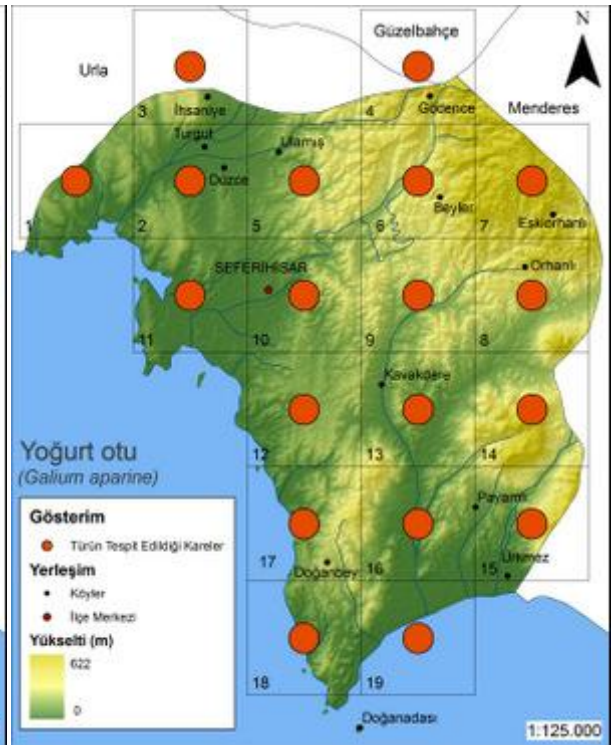 Güzelbahçe
N
Urla
3
İhsaniye
4
Gödence
Menderes
Turgut
Ulamış
Düzce
Beyler
Eskiorhanlı
1
2
5
6
7
SEFERİHİSAR
Orhanlı
11
10
9
8
Kavakdere
Yoğurt otu
(Galium aparine)
12
13
14
Gösterim
Türün Tespit Edildiği Kareler
Yerleşim
Köyler
İlçe Merkezi
Yükselti (m)
622
0
Payamlı
Doğanbey
Ürkmez
17
16
15
18
19
Doğanadası
1:125.000